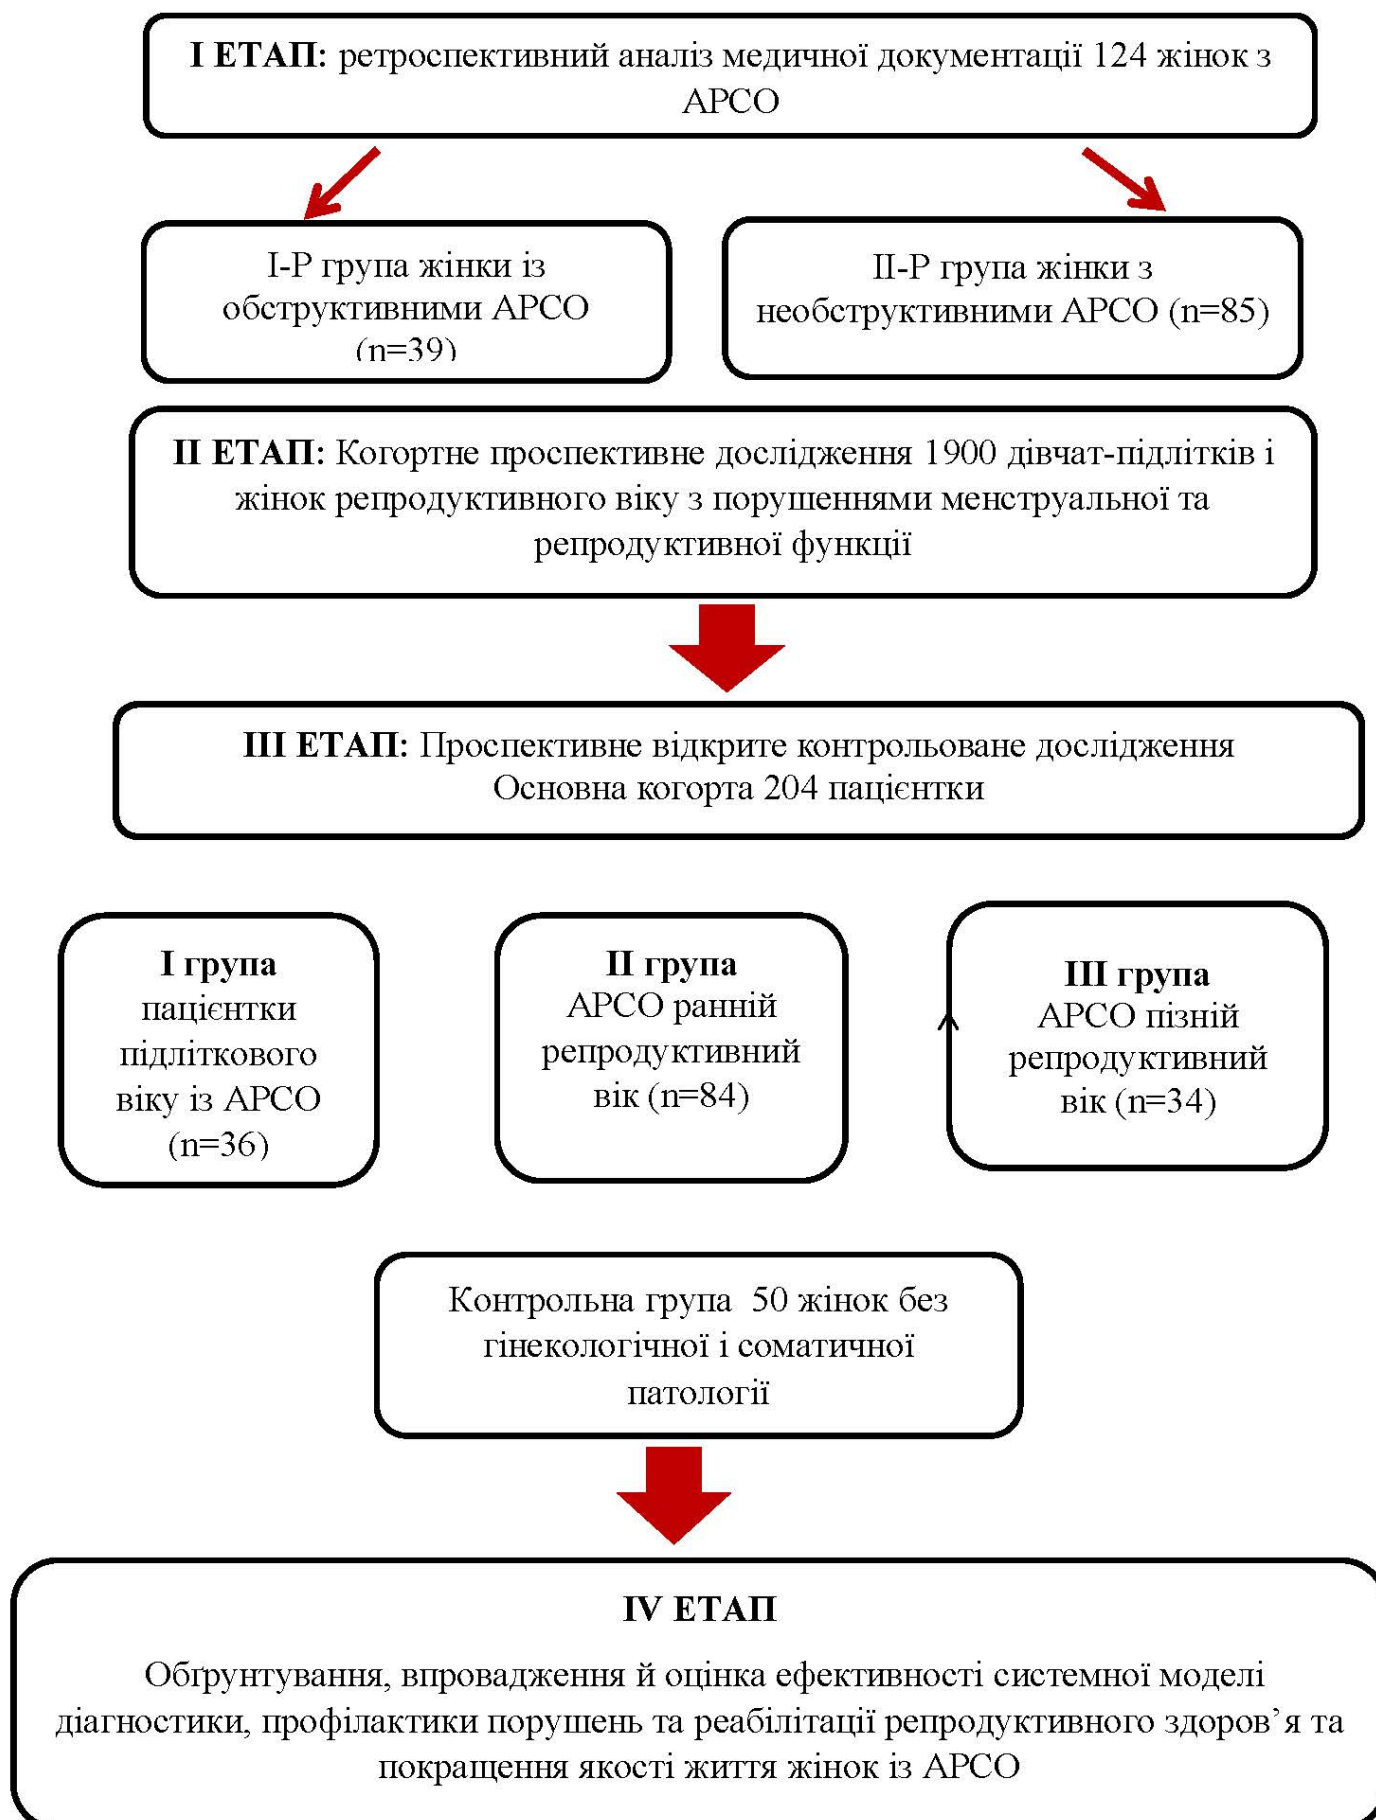 І ЕТАП: ретроспективний аналіз медичної документації 124 жінок з
АРСО
І-Р група жінки із
обструктивними АРСО
(n=39)
ІІ-Р група жінки з
необструктивними АРСО (n=85)
ІІ ЕТАП: Когортне проспективне дослідження 1900 дівчат-підлітків і
жінок репродуктивного віку з порушеннями менструальної та
репродуктивної функції
ІІІ ЕТАП: Проспективне відкрите контрольоване дослідження
Основна когорта 204 пацієнтки
І група
пацієнтки
підліткового
віку із АРСО
(n=36)
ІІ група
АРСО ранній
репродуктивний
вік (n=84)
ІІІ група
АРСО пізній
репродуктивний
вік (n=34)
Контрольна група 50 жінок без
гінекологічної і соматичної
патології
IV ЕТАП
Обґрунтування, впровадження й оцінка ефективності системної моделі
діагностики, профілактики порушень та реабілітації репродуктивного здоров’я та
покращення якості життя жінок із АРСО